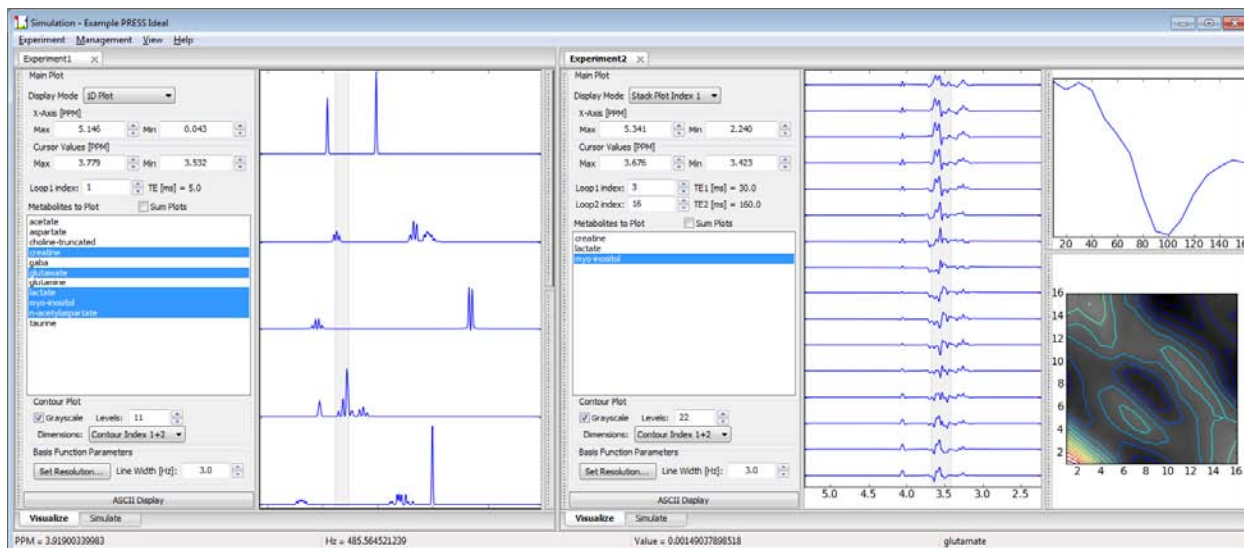 Simulation - Example PRESS Ideal
Experiment Management View Help
Experiment1
Main Plot
Display Mode 1D Plot
X-Axis [PPM]
Max 5.146 Min 0.043
Cursor Values [PPM]
Max 3.779 Min 3.532
Loop1 index: 1 TE [ms] = 5.0
Metabolites to Plot Sum Plots
acetate
aspartate
choline-truncated
creatine
gaba
glutamate
glutamine
lactate
myo-inositol
n-acetylaspartate
taurine
Contour Plot
Grayscale Levels: 11
Dimensions: Contour Index 1+2
Basis Function Parameters
Set Resolution... Line Width [Hz]: 3.0
ASCII Display
Visualize Simulate
Experiment2
Main Plot
Display Mode Stack Plot Index 1
X-Axis [PPM]
Max 5.341 Min 2.240
Cursor Values [PPM]
Max 3.676 Min 3.423
Loop1 index: 3 TE1 [ms] = 30.0
Loop2 index: 16 TE2 [ms] = 160.0
Metabolites to Plot Sum Plots
creatine
lactate
myo-inositol
Contour Plot
Grayscale Levels: 22
Dimensions: Contour Index 1+2
Basis Function Parameters
Set Resolution... Line Width [Hz]: 3.0
ASCII Display
Visualize Simulate
5.0 4.5 4.0 3.5 3.0 2.5
20 40 60 80 100 120 140 16
16
14
12
10
8
6
4
2
2 4 6 8 10 12 14 16
PPM = 3.91900339983 Hz = 485.564521239 Value = 0.00149037898518 glutamate